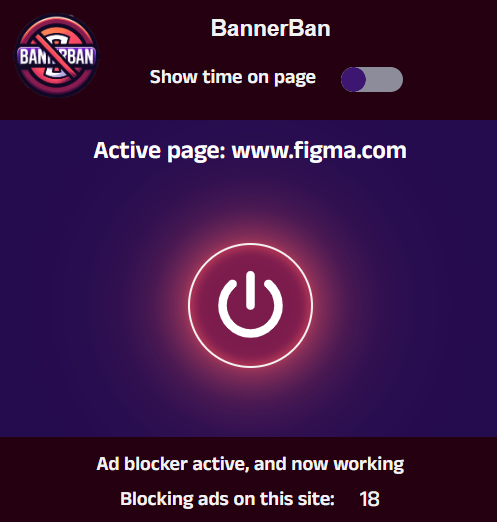 BANNERBAN
BannerBan
Show time on page
Active page: www.figma.com
Ad blocker active, and now working
Blocking ads on this site: 18